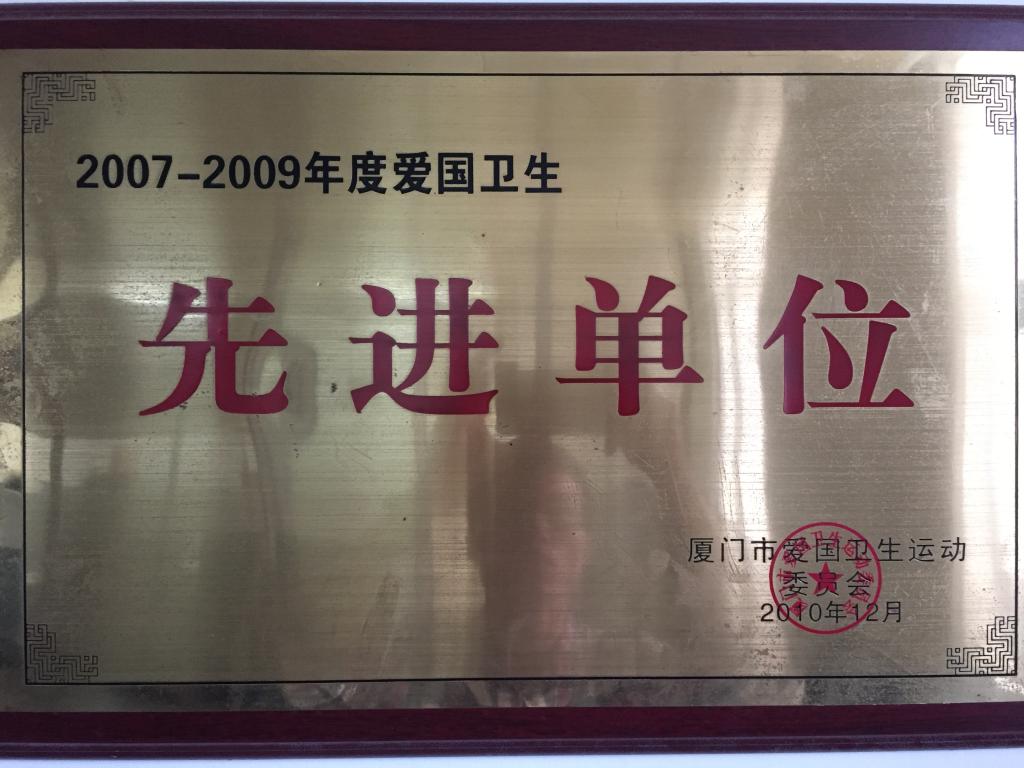 2007-2009年度爱国卫生
先进单位
厦门市爱国卫生运动
委员会
2010年12月